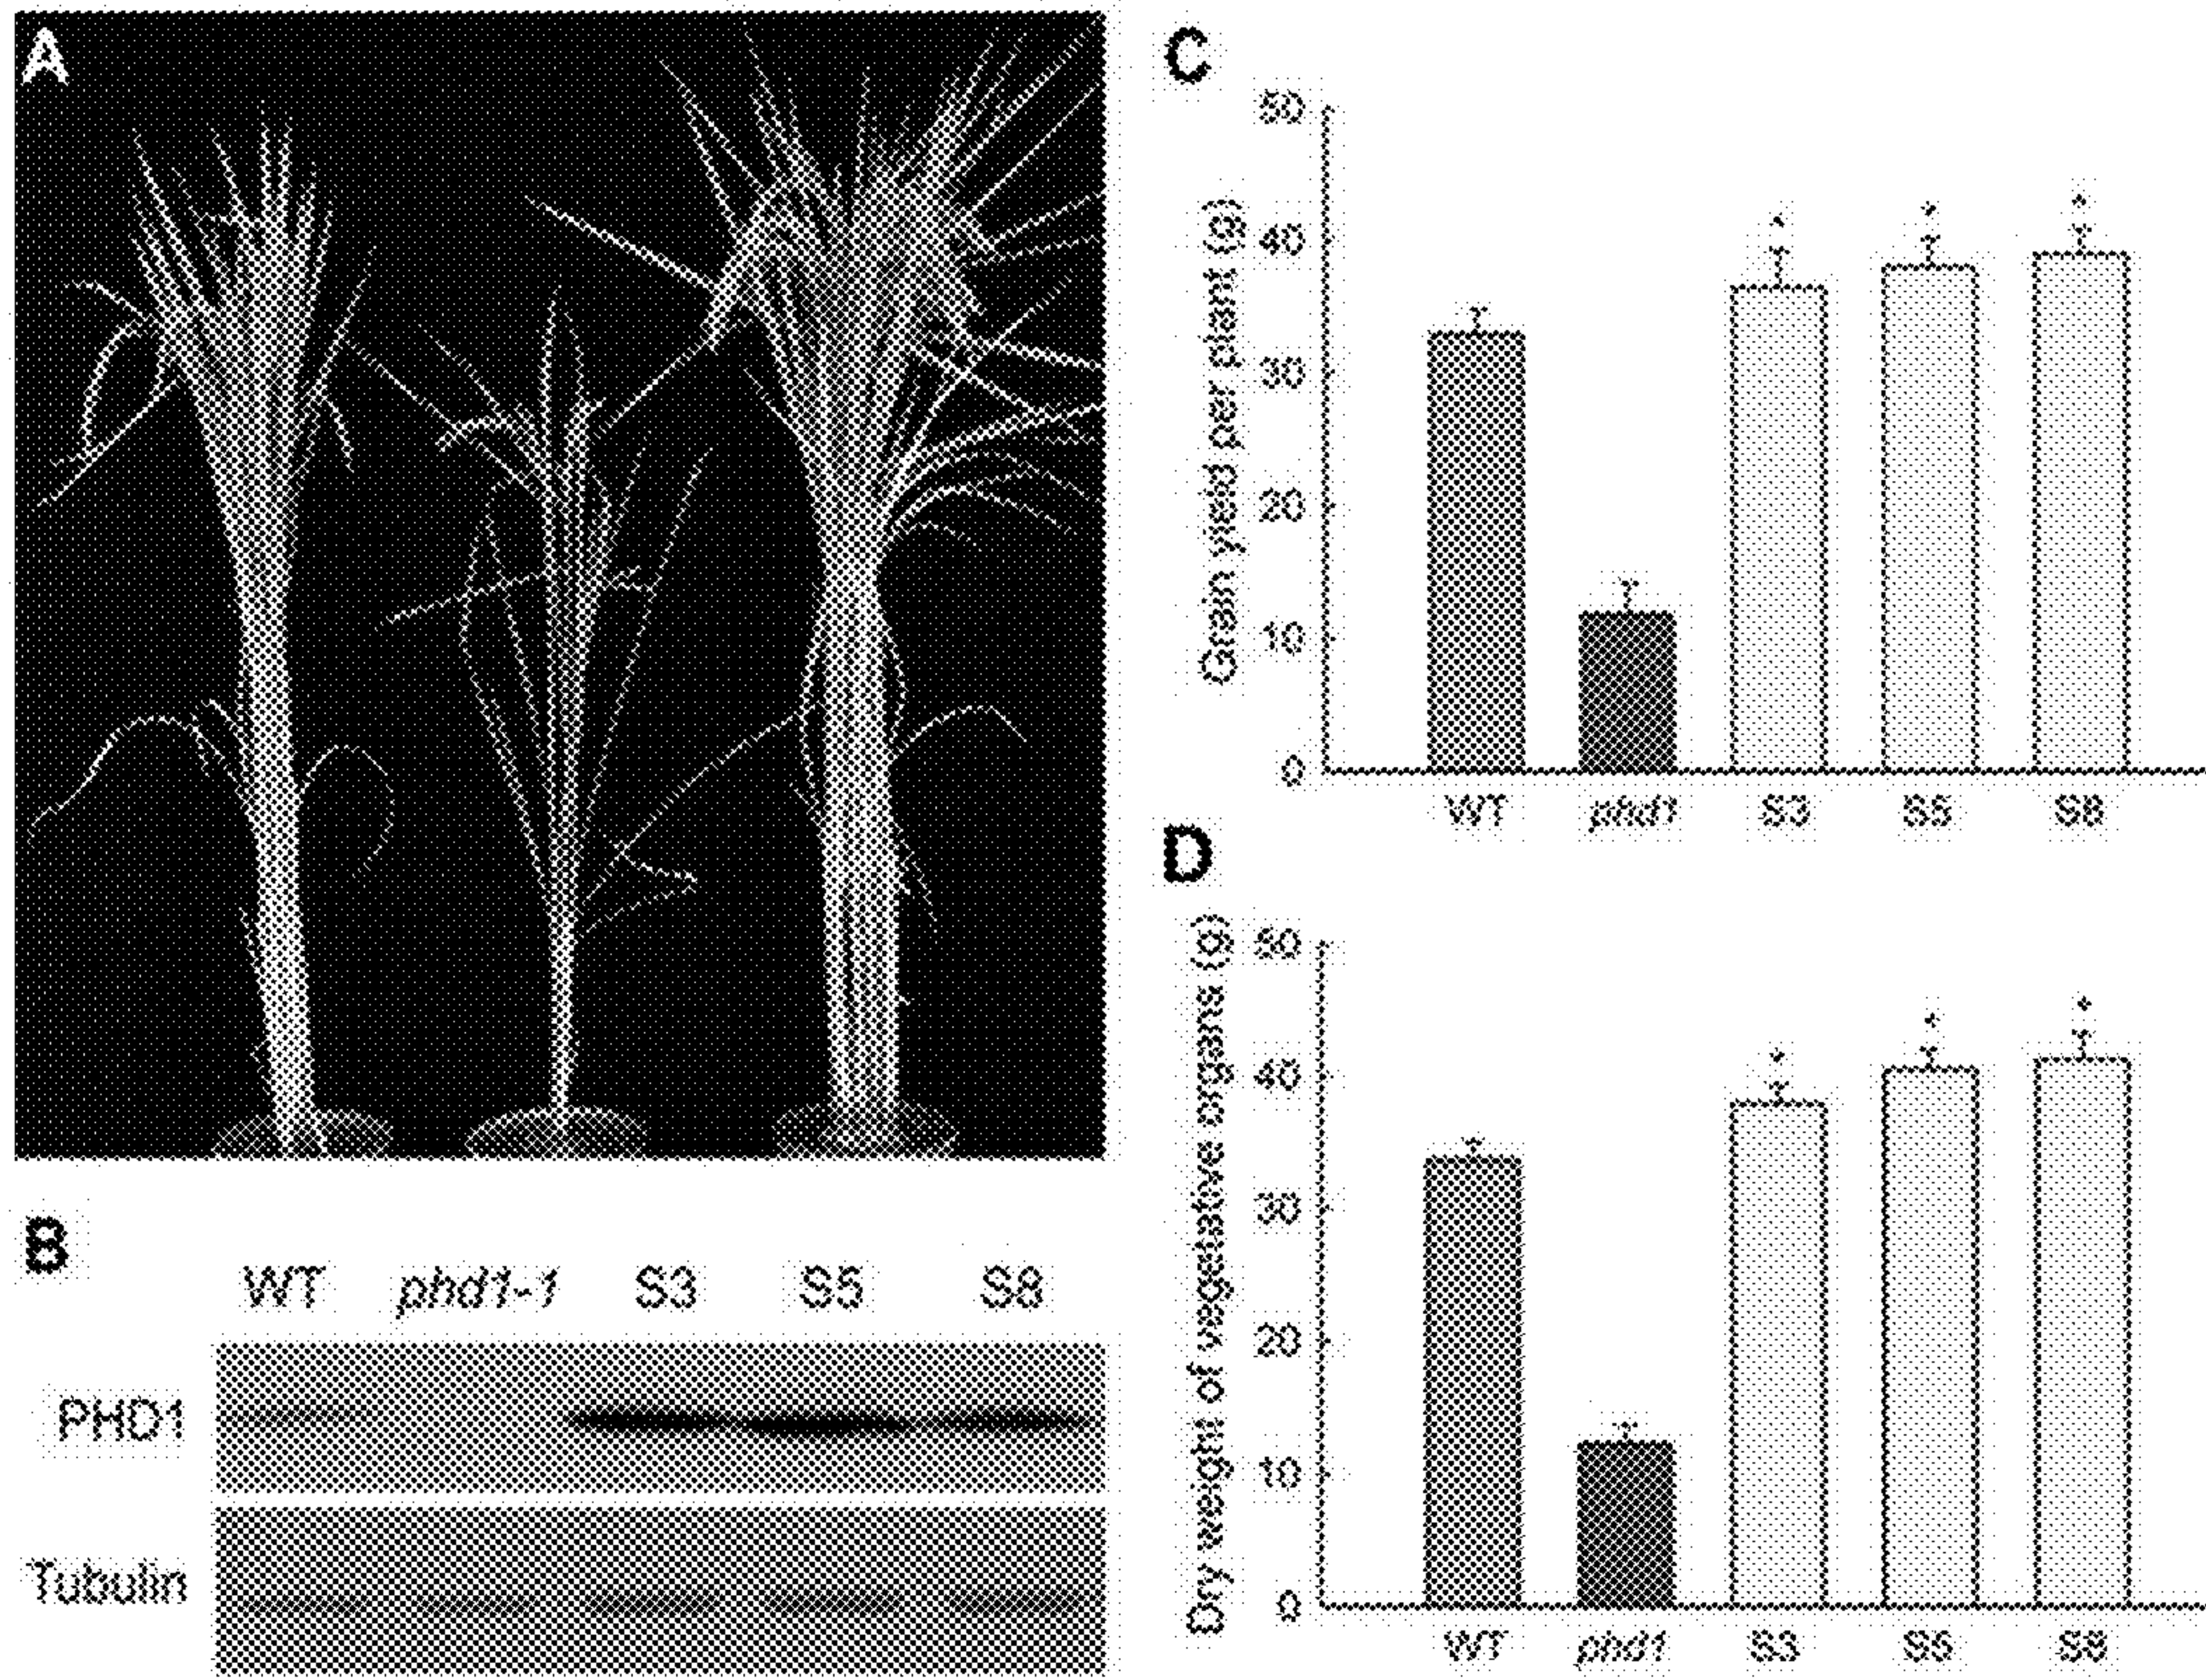 A
B
WT phd1-1 S3 S5 S8
PHD1
Tubulin
C
Grain yield per plant (g)
50
40
30
20
10
0
WT phd1 S3 S5 S8
D
Dry weight of vegetative organs (g)
50
40
30
20
10
0
WT phd1 S3 S5 S8